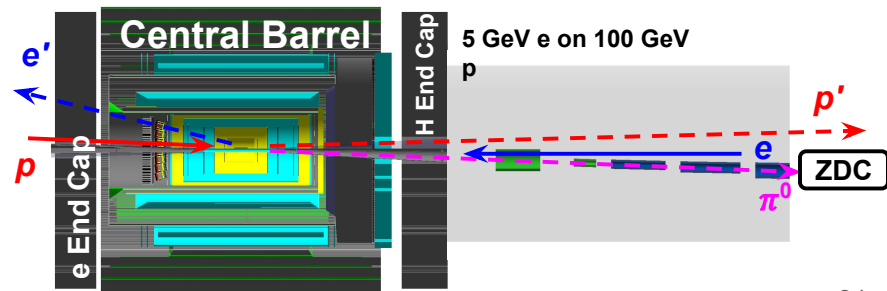 Central Barrel
5 GeV e on 100 GeV
p
e'
p
e End Cap
H End Cap
p'
e
π⁰
ZDC